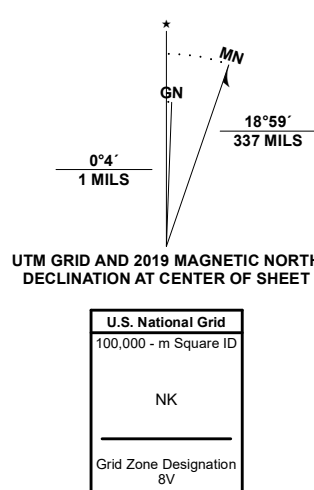 ★
MN
GN
18°59´
337 MILS
0°4´
1 MILS
UTM GRID AND 2019 MAGNETIC NORTH
DECLINATION AT CENTER OF SHEET
U.S. National Grid
100,000 - m Square ID
NK
Grid Zone Designation
8V